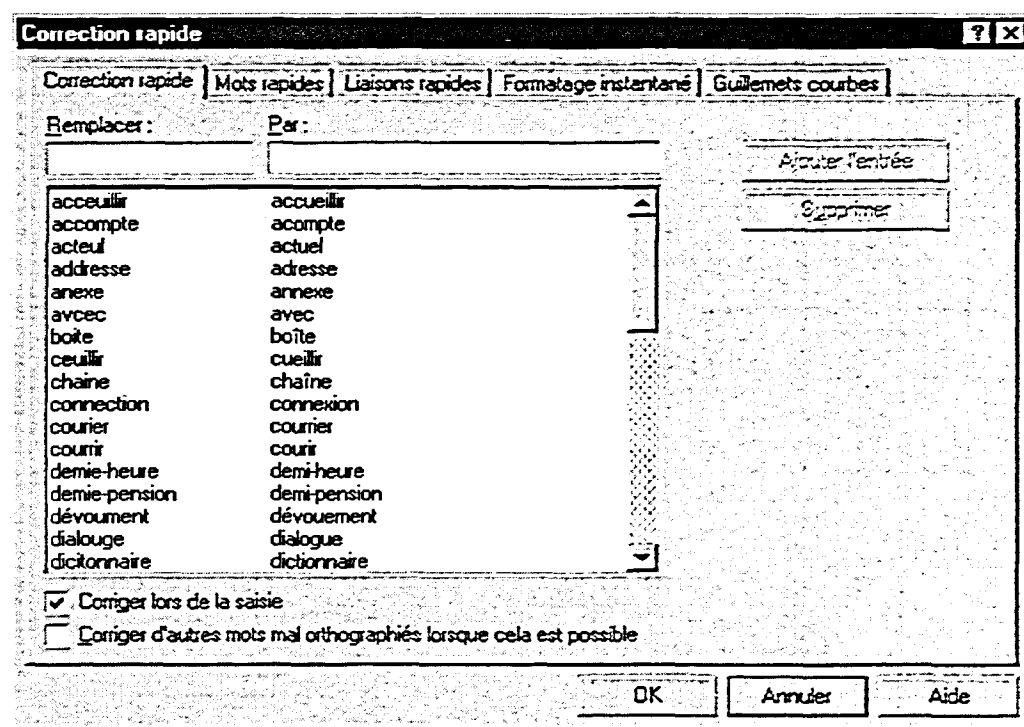 Correction rapide
Correction rapide Mots rapides Liaisons rapides Formatage instantané Guillemets courbes
Remplacer : Par :
Ajouter l'entrée
Supprimer
acceuillir accueillir
accompte acompte
acteul actuel
addresse adresse
anexe annexe
avcec avec
boite boîte
ceuillir cueillir
chaine chaîne
connection connexion
courier courrier
courrir courir
demie-heure demi-heure
demie-pension demi-pension
dévoument dévouement
dialouge dialogue
dicitonnaire dictionnaire
Corriger lors de la saisie
Corriger d'autres mots mal orthographiés lorsque cela est possible
OK Annuler Aide